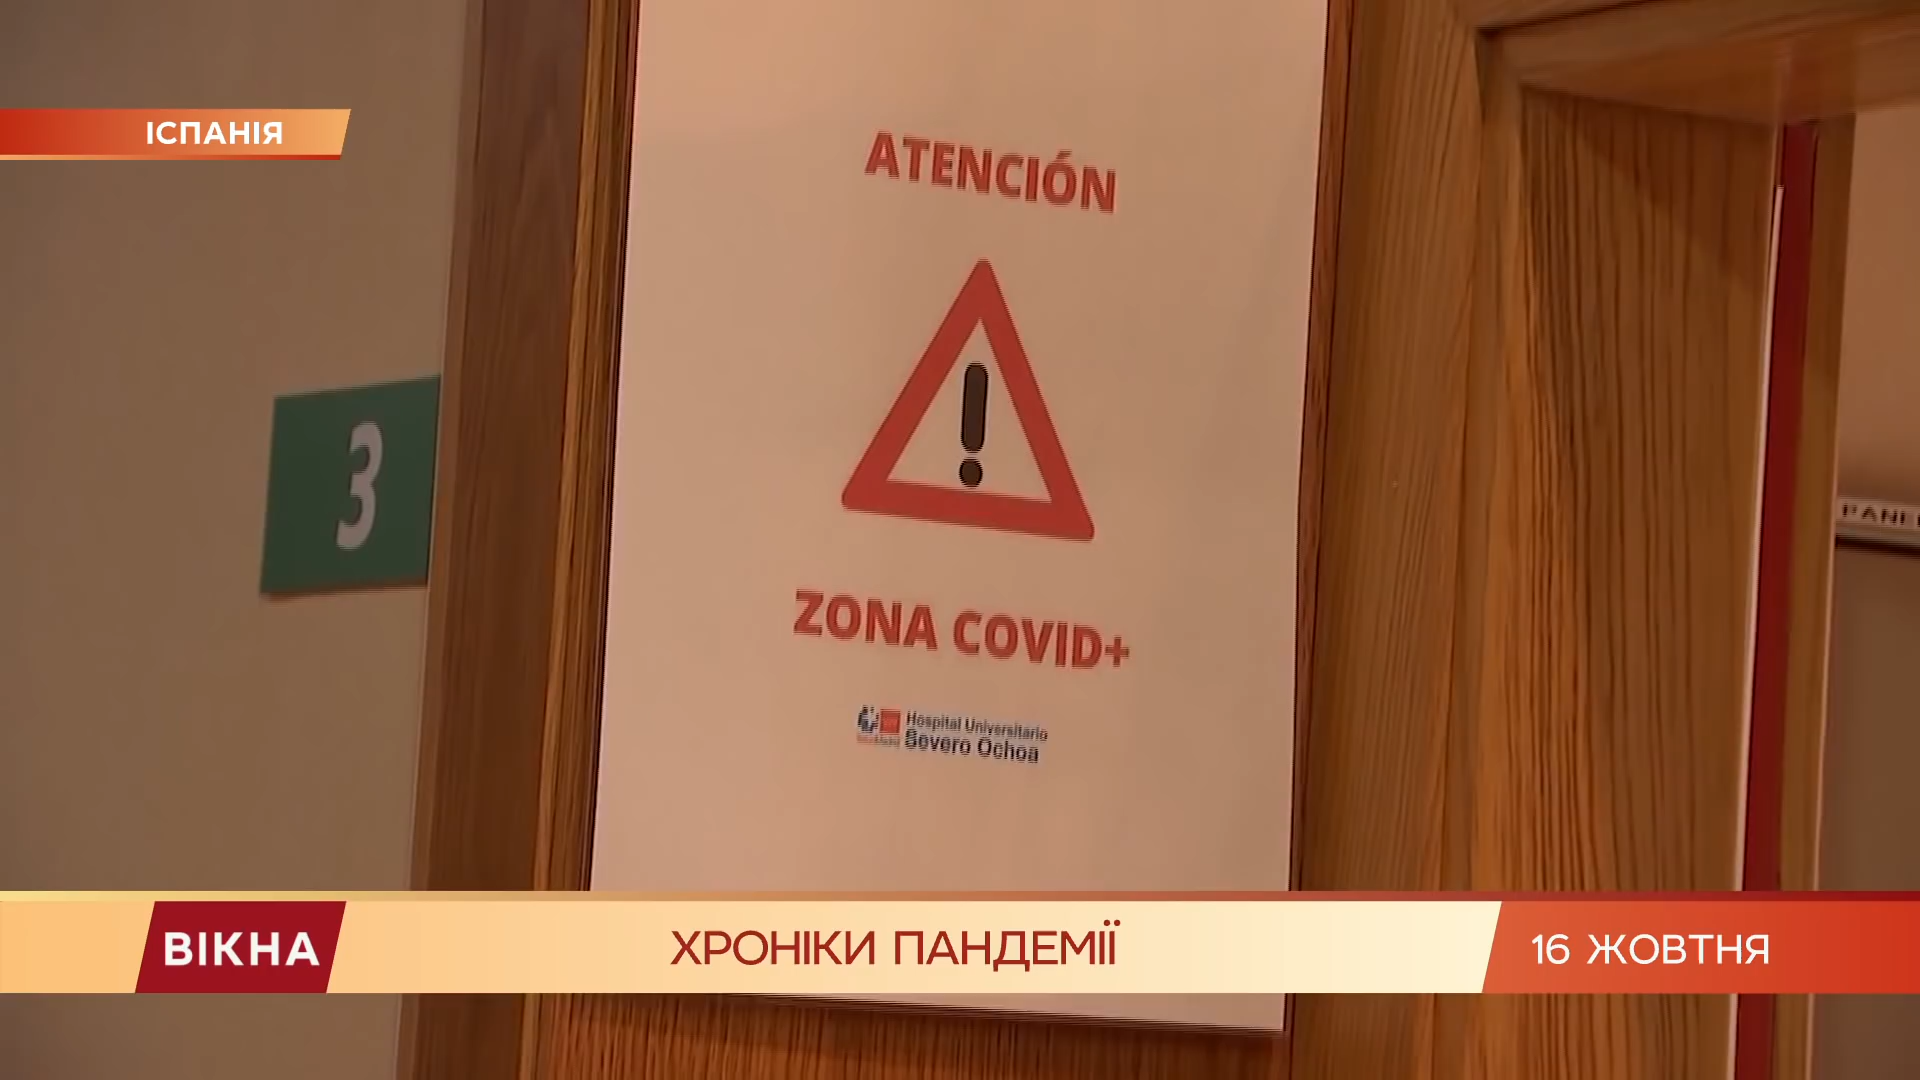 ІСПАНІЯ
ATENCIÓN
3
ZONA COVID+
Hospital Universitario
Severo Ochoa
ВІКНА
ХРОНІКИ ПАНДЕМІЇ
16 ЖОВТНЯ